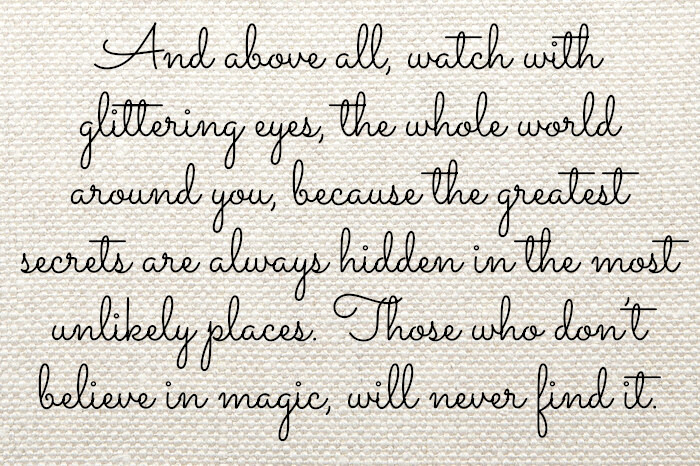 And above all, watch with
glittering eyes, the whole world
around you, because the greatest
secrets are always hidden in the most
unlikely places. Those who don't
believe in magic, will never find it.